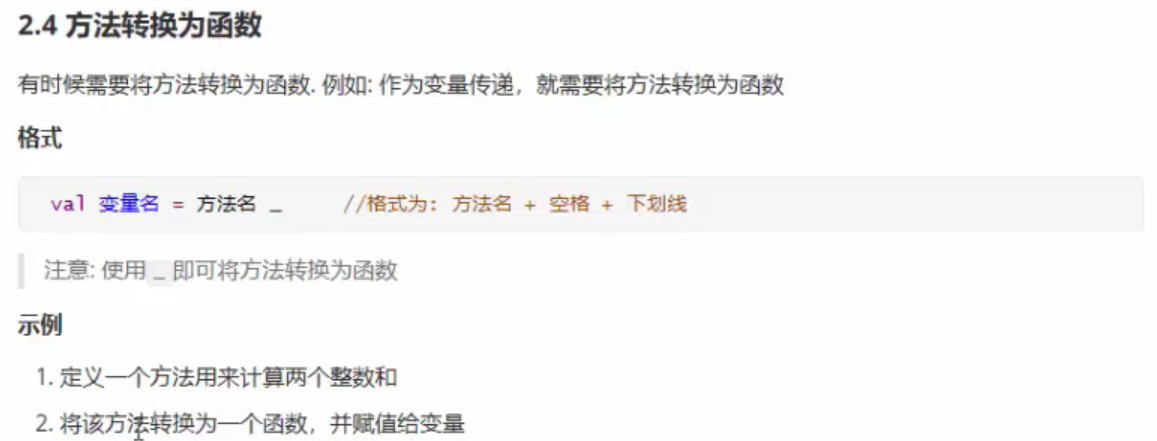 2.4 方法转换为函数
有时候需要将方法转换为函数. 例如: 作为变量传递，就需要将方法转换为函数
格式
val 变量名 = 方法名 _ //格式为: 方法名 + 空格 + 下划线
注意: 使用 _ 即可将方法转换为函数
示例
1. 定义一个方法用来计算两个整数和
2. 将该方法转换为一个函数，并赋值给变量